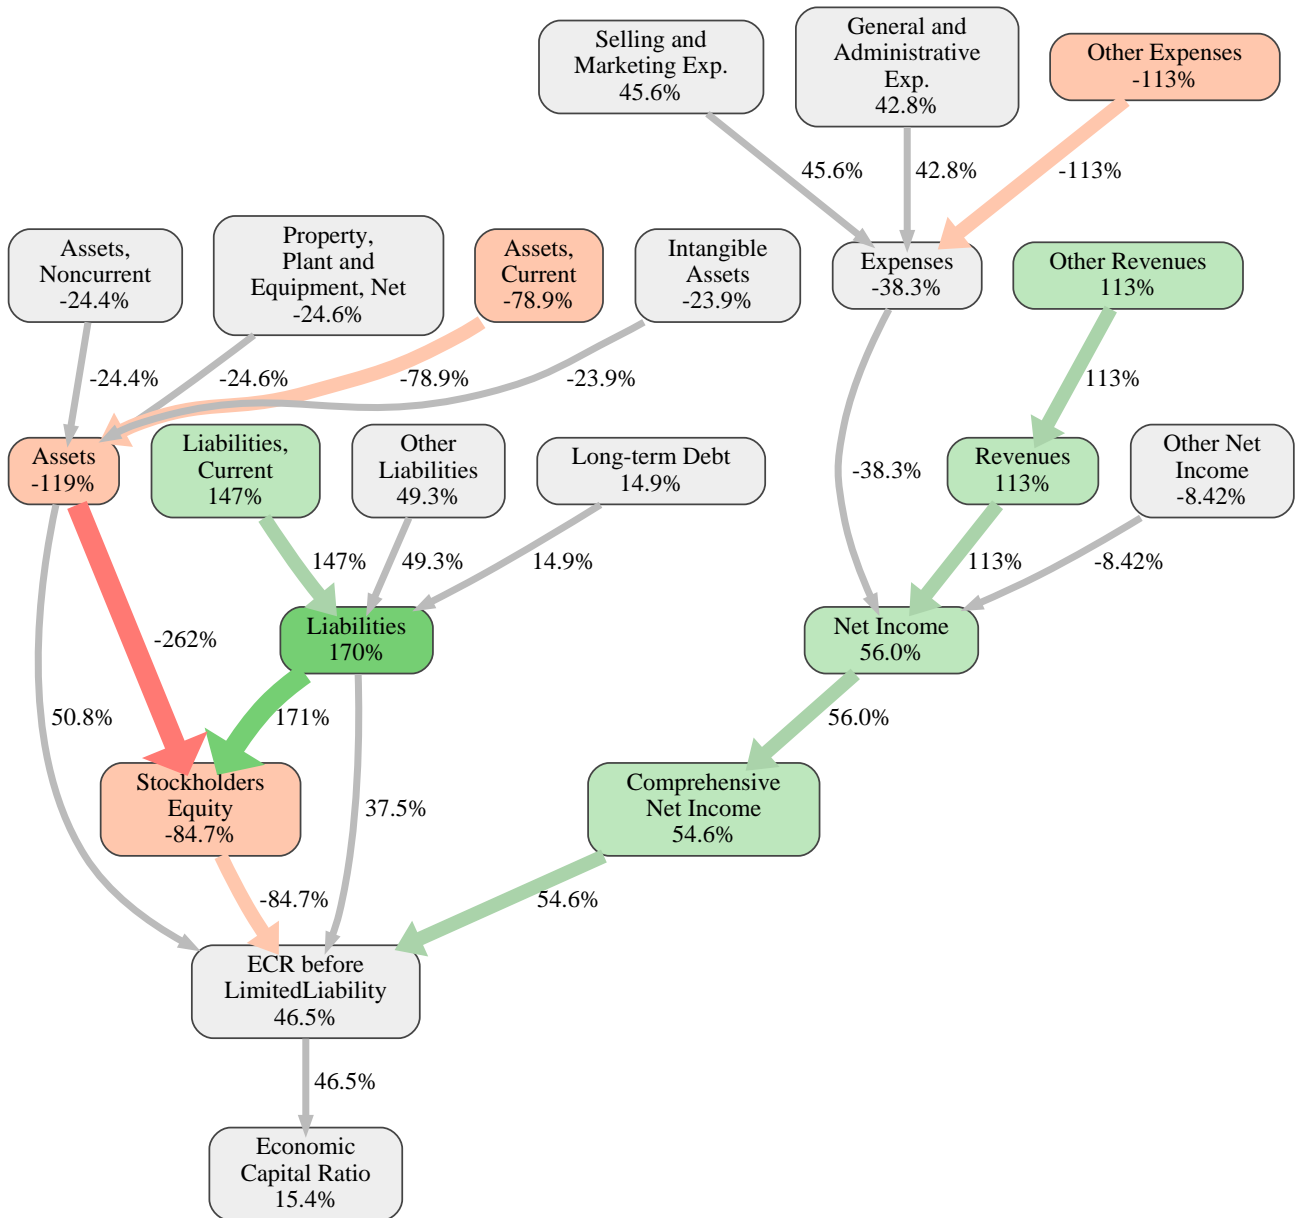 Selling and
Marketing Exp.
45.6%
General and
Administrative
Exp.
42.8%
Other Expenses
-113%
45.6%
42.8%
-113%
Assets,
Noncurrent
-24.4%
Property,
Plant and
Equipment, Net
-24.6%
Assets,
Current
-78.9%
Intangible
Assets
-23.9%
Expenses
-38.3%
Other Revenues
113%
-24.4%
-24.6%
-78.9%
-23.9%
113%
Assets
-119%
Liabilities,
Current
147%
Other
Liabilities
49.3%
Long-term Debt
14.9%
-38.3%
Revenues
113%
Other Net
Income
-8.42%
147%
49.3%
14.9%
113%
-8.42%
-262%
Liabilities
170%
Net Income
56.0%
50.8%
171%
56.0%
Stockholders
Equity
-84.7%
37.5%
Comprehensive
Net Income
54.6%
-84.7%
54.6%
ECR before
LimitedLiability
46.5%
46.5%
Economic
Capital Ratio
15.4%